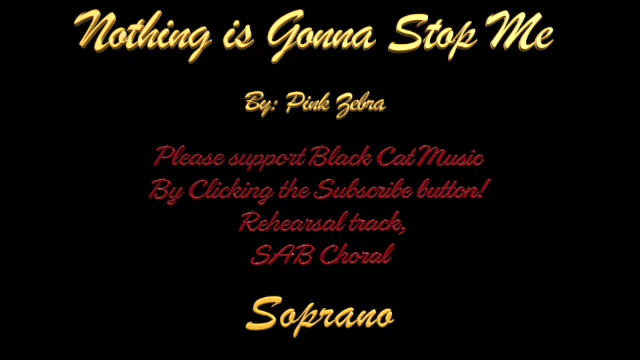 Nothing is Gonna Stop Me
By: Pink Zebra
Please support Black Cat Music
By Clicking the Subscribe button!
Rehearsal track,
SAB Choral
Soprano